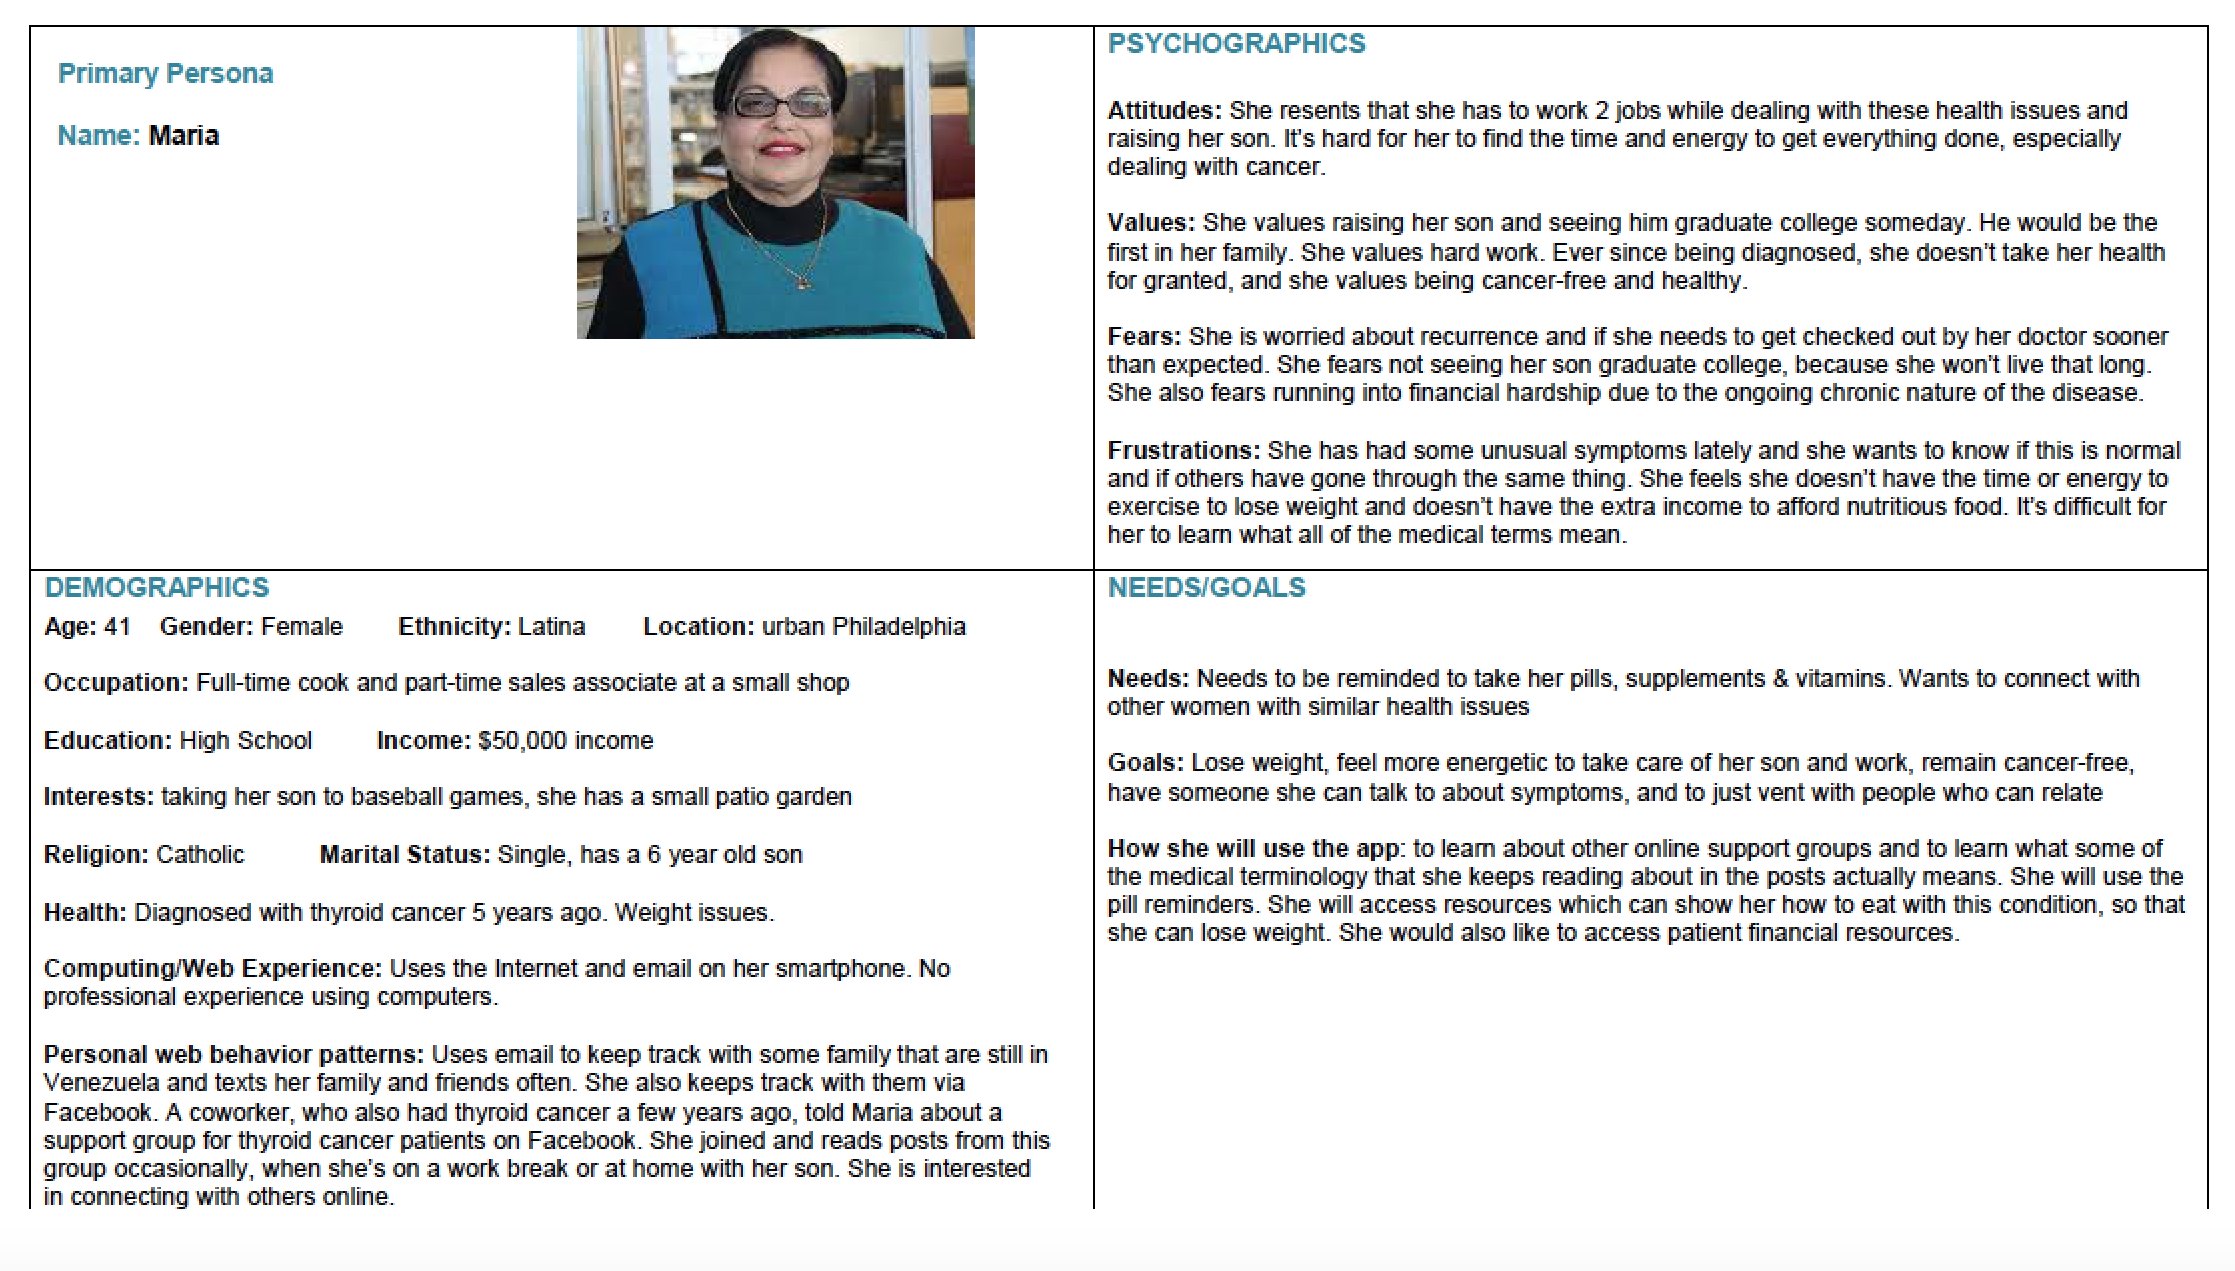 Primary Persona
Name: Maria
PSYCHOGRAPHICS
Attitudes: She resents that she has to work 2 jobs while dealing with these health issues and
raising her son. It's hard for her to find the time and energy to get everything done, especially
dealing with cancer.
Values: She values raising her son and seeing him graduate college someday. He would be the
first in her family. She values hard work. Ever since being diagnosed, she doesn't take her health
for granted, and she values being cancer-free and healthy.
Fears: She is worried about recurrence and if she needs to get checked out by her doctor sooner
than expected. She fears not seeing her son graduate college, because she won't live that long.
She also fears running into financial hardship due to the ongoing chronic nature of the disease.
Frustrations: She has had some unusual symptoms lately and she wants to know if this is normal
and if others have gone through the same thing. She feels she doesn't have the time or energy to
exercise to lose weight and doesn't have the extra income to afford nutritious food. It's difficult for
her to learn what all of the medical terms mean.
DEMOGRAPHICS
Age: 41 Gender: Female Ethnicity: Latina Location: urban Philadelphia
Occupation: Full-time cook and part-time sales associate at a small shop
Education: High School Income: $50,000 income
Interests: taking her son to baseball games, she has a small patio garden
Religion: Catholic Marital Status: Single, has a 6 year old son
Health: Diagnosed with thyroid cancer 5 years ago. Weight issues.
Computing/Web Experience: Uses the Internet and email on her smartphone. No
professional experience using computers.
Personal web behavior patterns: Uses email to keep track with some family that are still in
Venezuela and texts her family and friends often. She also keeps track with them via
Facebook. A coworker, who also had thyroid cancer a few years ago, told Maria about a
support group for thyroid cancer patients on Facebook. She joined and reads posts from this
group occasionally, when she's on a work break or at home with her son. She is interested
in connecting with others online.
NEEDS/GOALS
Needs: Needs to be reminded to take her pills, supplements & vitamins. Wants to connect with
other women with similar health issues
Goals: Lose weight, feel more energetic to take care of her son and work, remain cancer-free,
have someone she can talk to about symptoms, and to just vent with people who can relate
How she will use the app: to learn about other online support groups and to learn what some of
the medical terminology that she keeps reading about in the posts actually means. She will use the
pill reminders. She will access resources which can show her how to eat with this condition, so that
she can lose weight. She would also like to access patient financial resources.